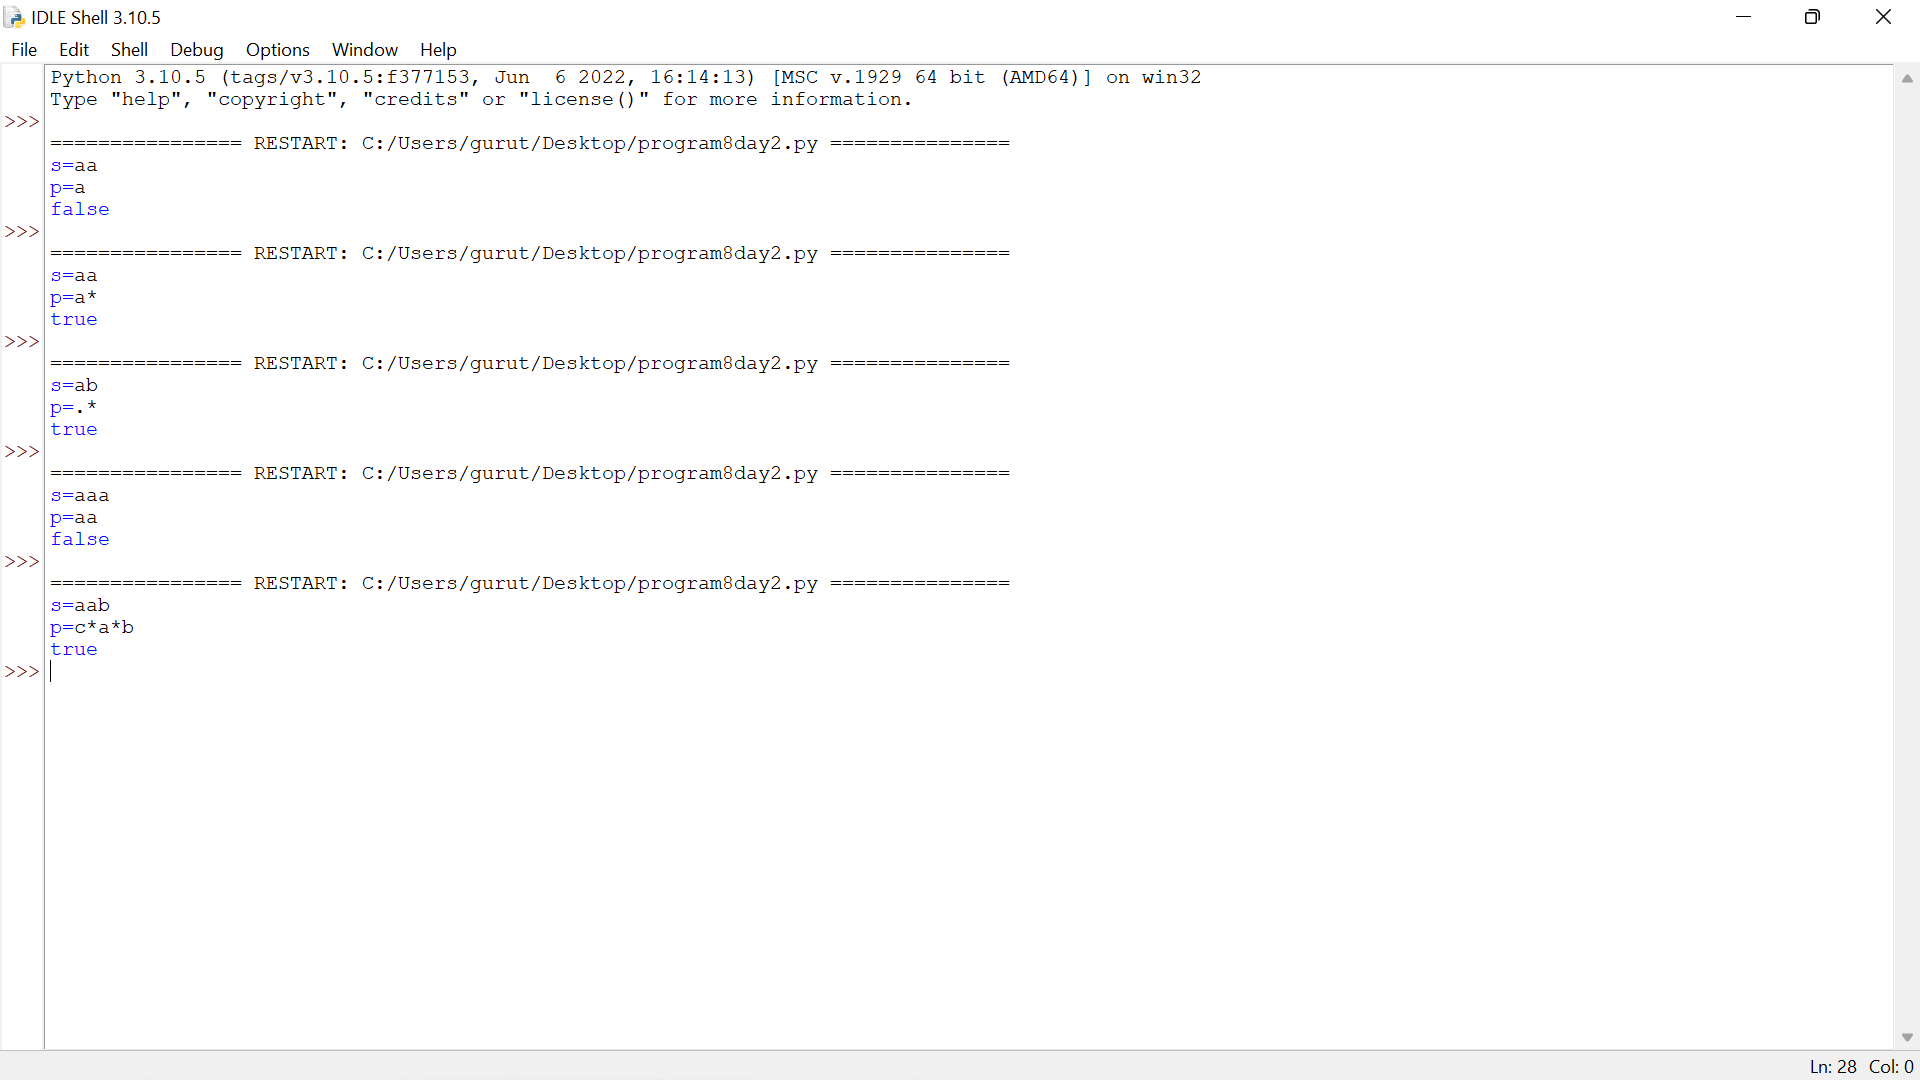 IDLE Shell 3.10.5
File Edit Shell Debug Options Window Help
Python 3.10.5 (tags/v3.10.5:f377153, Jun  6 2022, 16:14:13) [MSC v.1929 64 bit (AMD64)] on win32
Type "help", "copyright", "credits" or "license()" for more information.
>>>
================ RESTART: C:/Users/gurut/Desktop/program8day2.py ===============
s=aa
p=a
false
>>>
================ RESTART: C:/Users/gurut/Desktop/program8day2.py ===============
s=aa
p=a*
true
>>>
================ RESTART: C:/Users/gurut/Desktop/program8day2.py ===============
s=ab
p=.*
true
>>>
================ RESTART: C:/Users/gurut/Desktop/program8day2.py ===============
s=aaa
p=aa
false
>>>
================ RESTART: C:/Users/gurut/Desktop/program8day2.py ===============
s=aab
p=c*a*b
true
>>>
Ln: 28 Col: 0